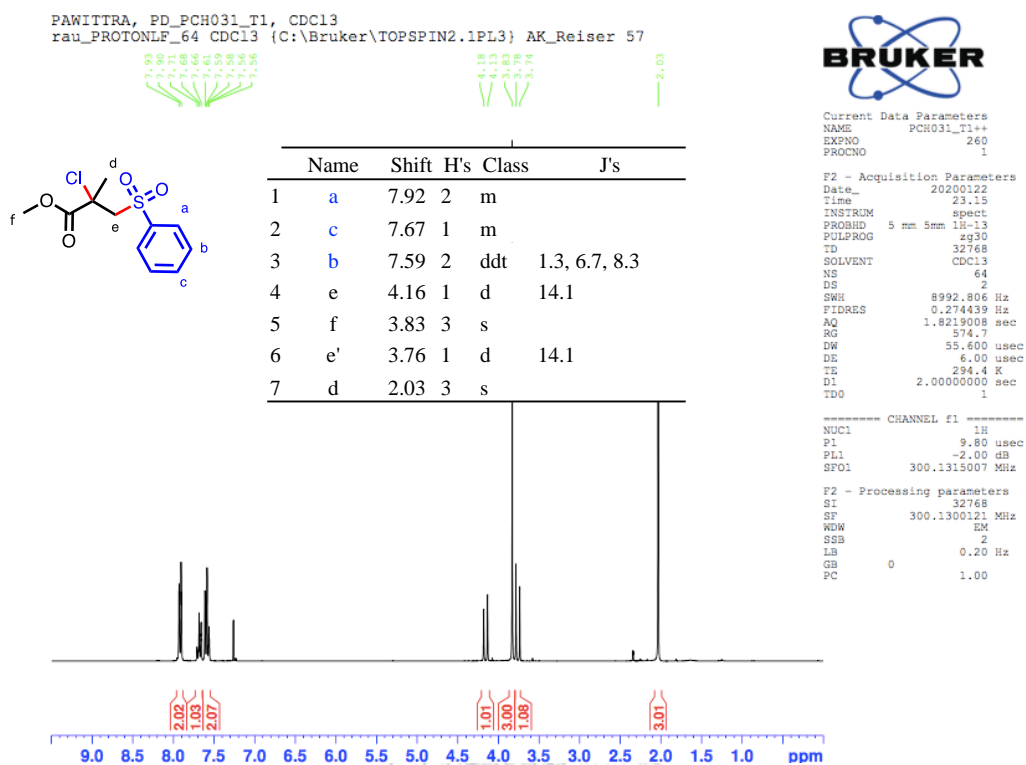 PAWITTRA, PD_PCH031_T1, CDCl3
rau_PROTONLF_64 CDCl3 {C:\Bruker\TOPSPIN2.1PL3} AK_Reiser 57
7.93
7.90
7.71
7.68
7.66
7.61
7.59
7.58
7.56
7.56
4.18
4.13
3.83
3.78
3.74
2.03
BRUKER
Current Data Parameters
NAME PCH031_T1++
EXPNO 260
PROCNO 1
F2 - Acquisition Parameters
Date_ 20200122
Time 23.15
INSTRUM spect
PROBHD 5 mm 5mm 1H-13
PULPROG zg30
TD 32768
SOLVENT CDCl3
NS 64
DS 2
SWH 8992.806 Hz
FIDRES 0.274439 Hz
AQ 1.8219008 sec
RG 574.7
DW 55.600 usec
DE 6.00 usec
TE 294.4 K
D1 2.00000000 sec
TD0 1
======== CHANNEL f1 ========
NUC1 1H
P1 9.80 usec
PL1 -2.00 dB
SFO1 300.1315007 MHz
F2 - Processing parameters
SI 32768
SF 300.1300121 MHz
WDW EM
SSB 2
LB 0.20 Hz
GB 0
PC 1.00
d
Cl
O
O
S
O
f
O
e
a
b
c
Name Shift H's Class J's
1 a 7.92 2 m
2 c 7.67 1 m
3 b 7.59 2 ddt 1.3, 6.7, 8.3
4 e 4.16 1 d 14.1
5 f 3.83 3 s
6 e' 3.76 1 d 14.1
7 d 2.03 3 s
2.02
1.03
2.07
1.01
3.00
1.08
3.01
9.0 8.5 8.0 7.5 7.0 6.5 6.0 5.5 5.0 4.5 4.0 3.5 3.0 2.5 2.0 1.5 1.0 ppm